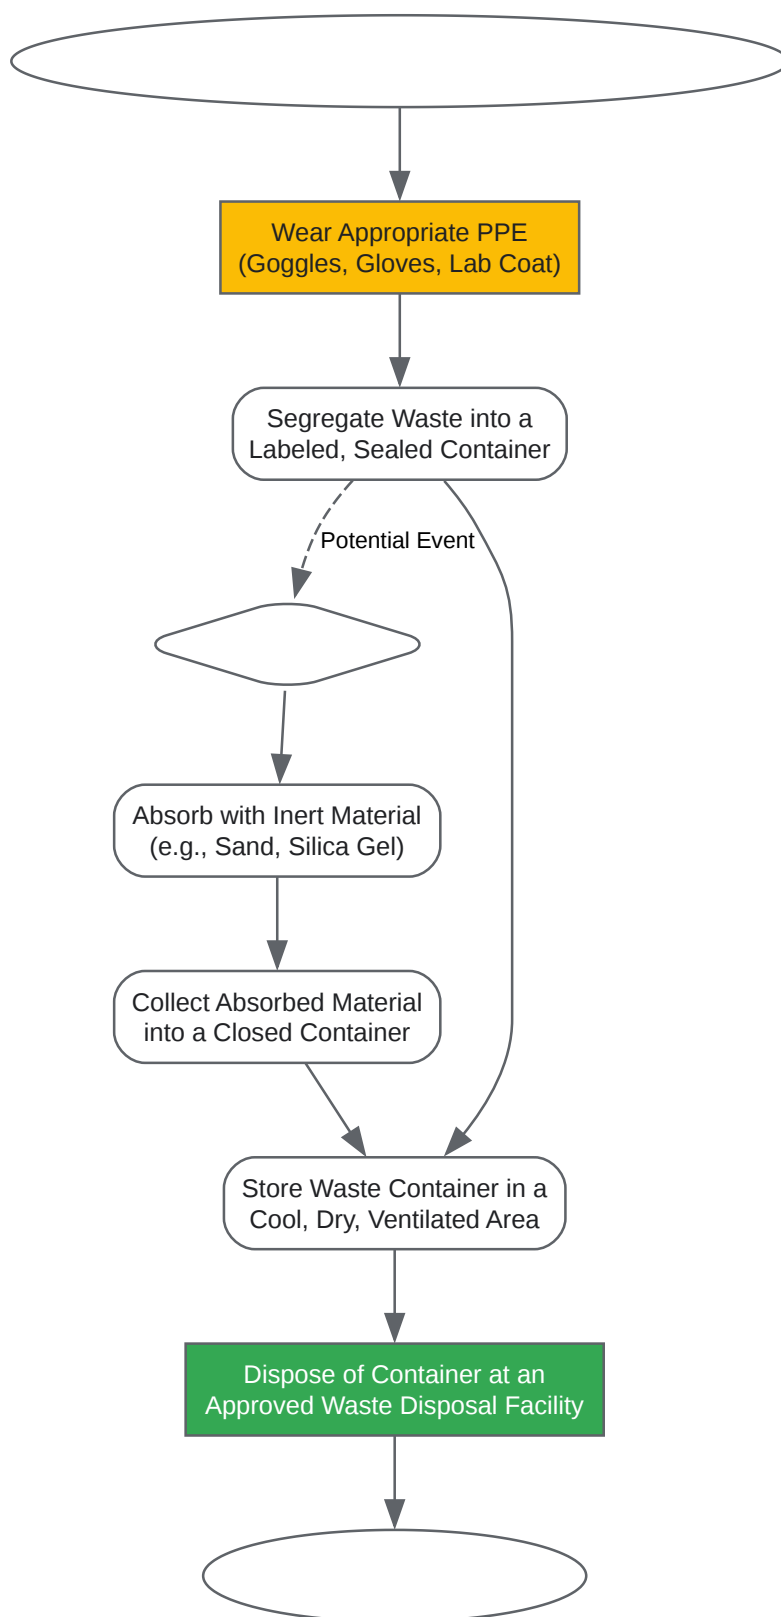 Wear Appropriate PPE
(Goggles, Gloves, Lab Coat)
Segregate Waste into a
Labeled, Sealed Container
Potential Event
Absorb with Inert Material
(e.g., Sand, Silica Gel)
Collect Absorbed Material
into a Closed Container
Store Waste Container in a
Cool, Dry, Ventilated Area
Dispose of Container at an
Approved Waste Disposal Facility